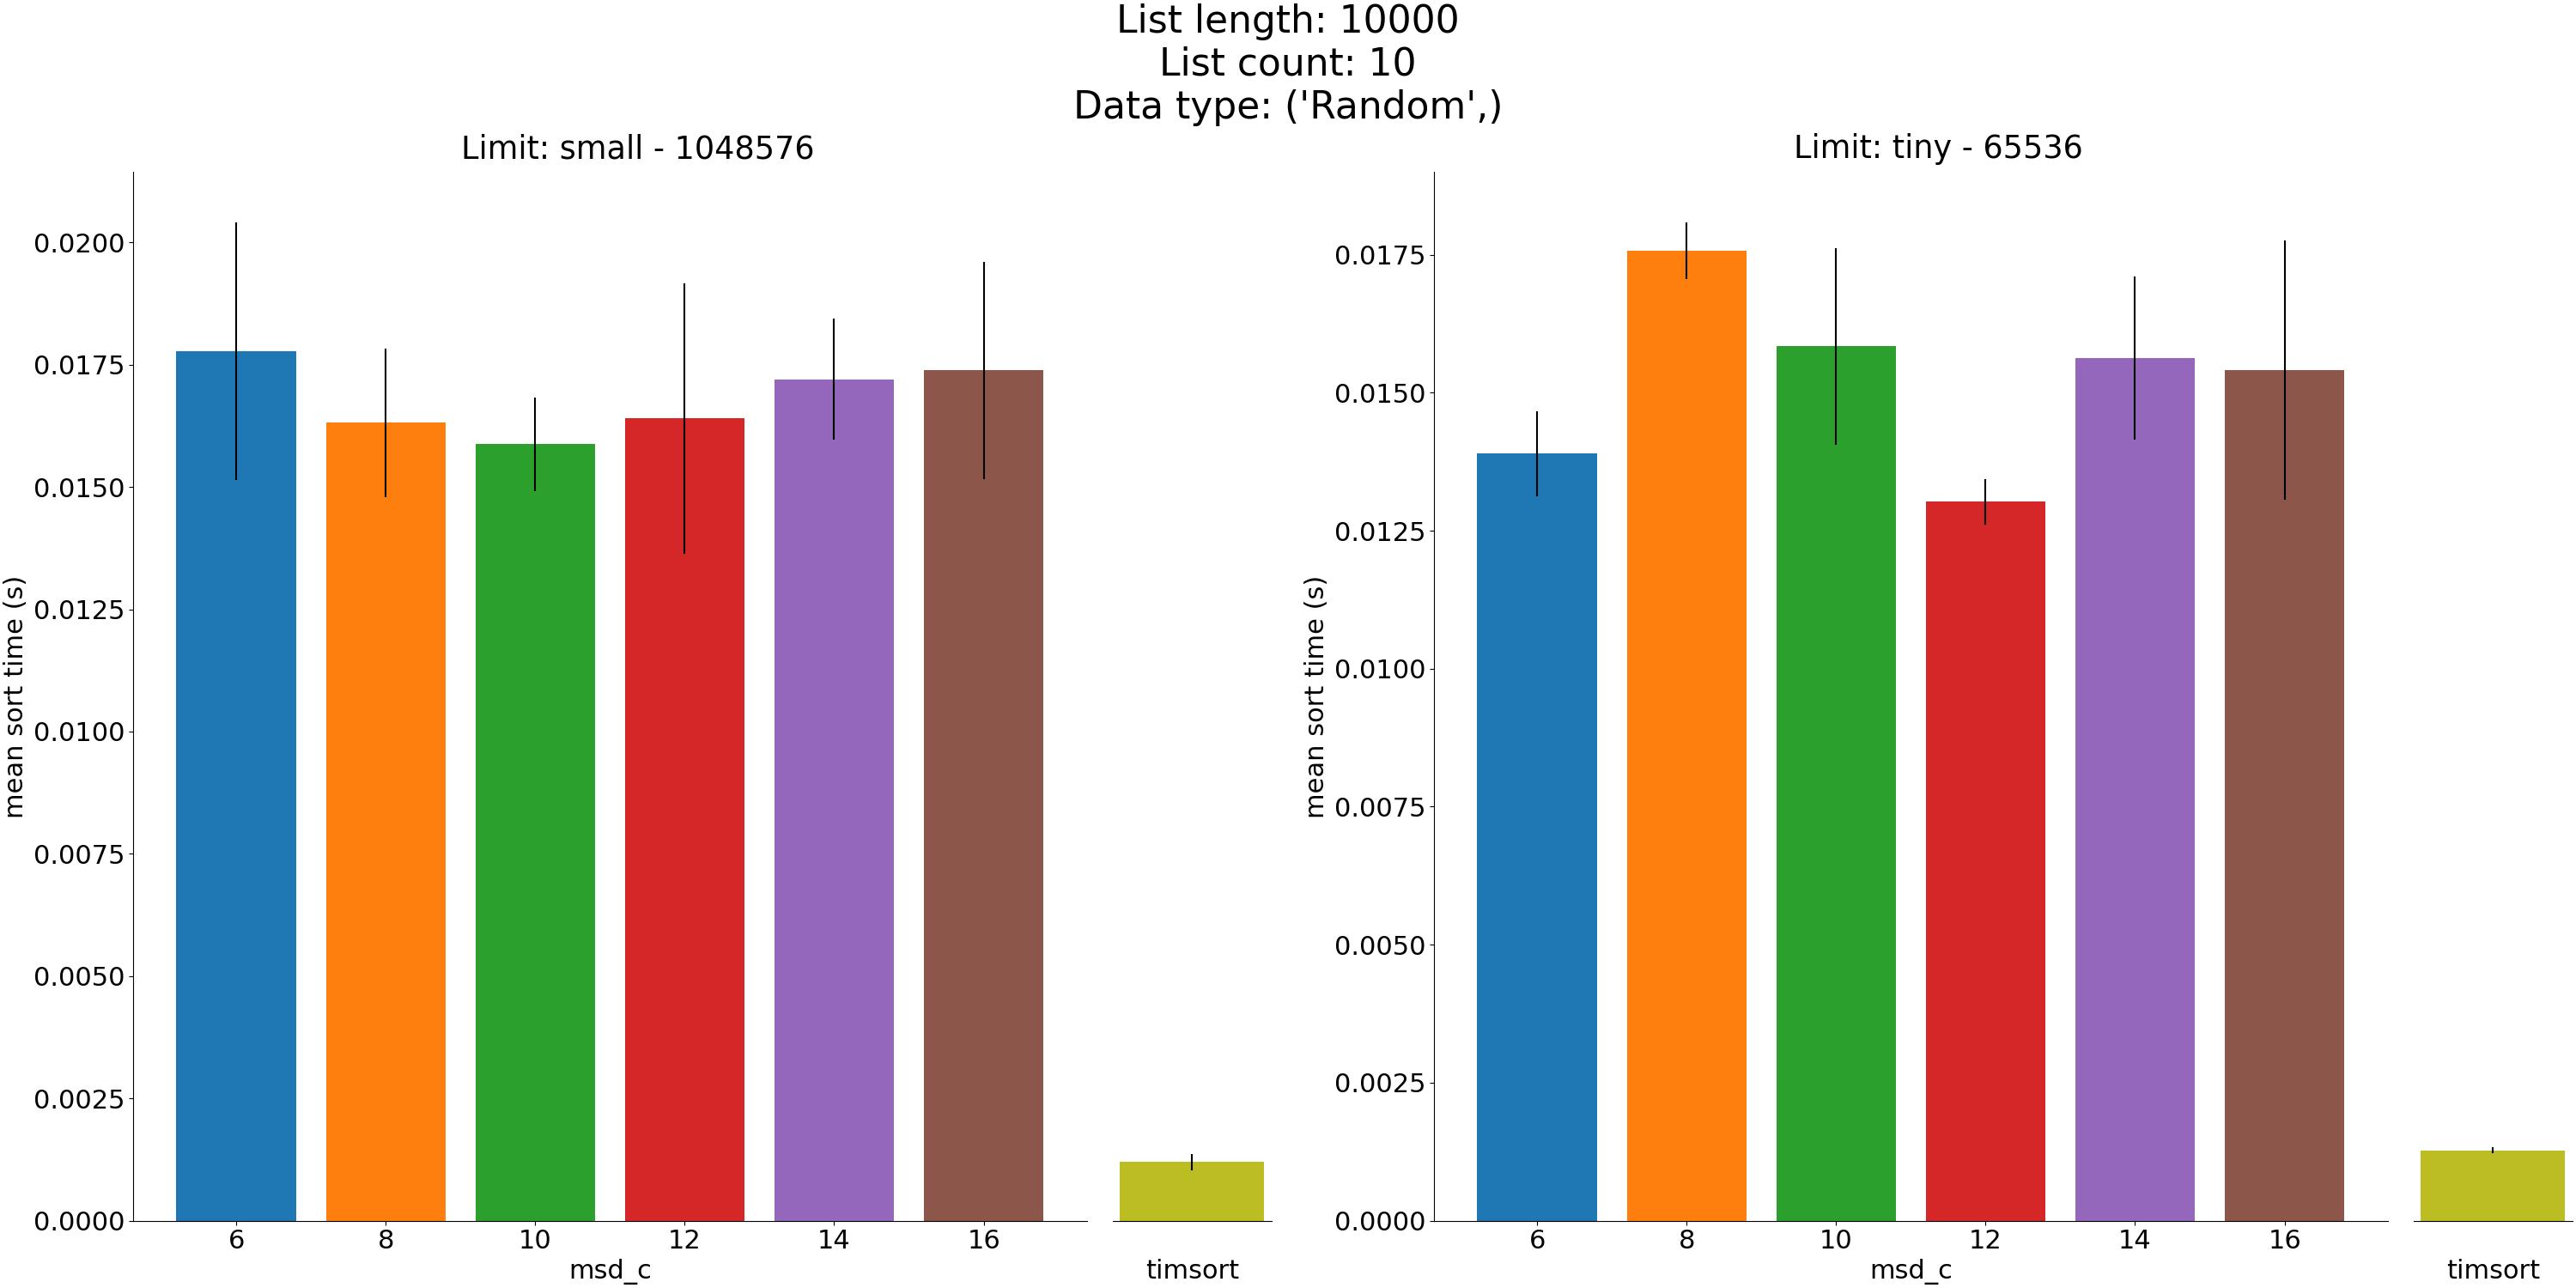 List length: 10000
List count: 10
Data type: ('Random',)
Limit: small - 1048576
0.0200
0.0175
0.0150
0.0125
0.0100
0.0075
0.0050
0.0025
0.0000
mean sort time (s)
6 8 10 12 14 16
msd_c
timsort
Limit: tiny - 65536
0.0175
0.0150
0.0125
0.0100
0.0075
0.0050
0.0025
0.0000
mean sort time (s)
6 8 10 12 14 16
msd_c
timsort